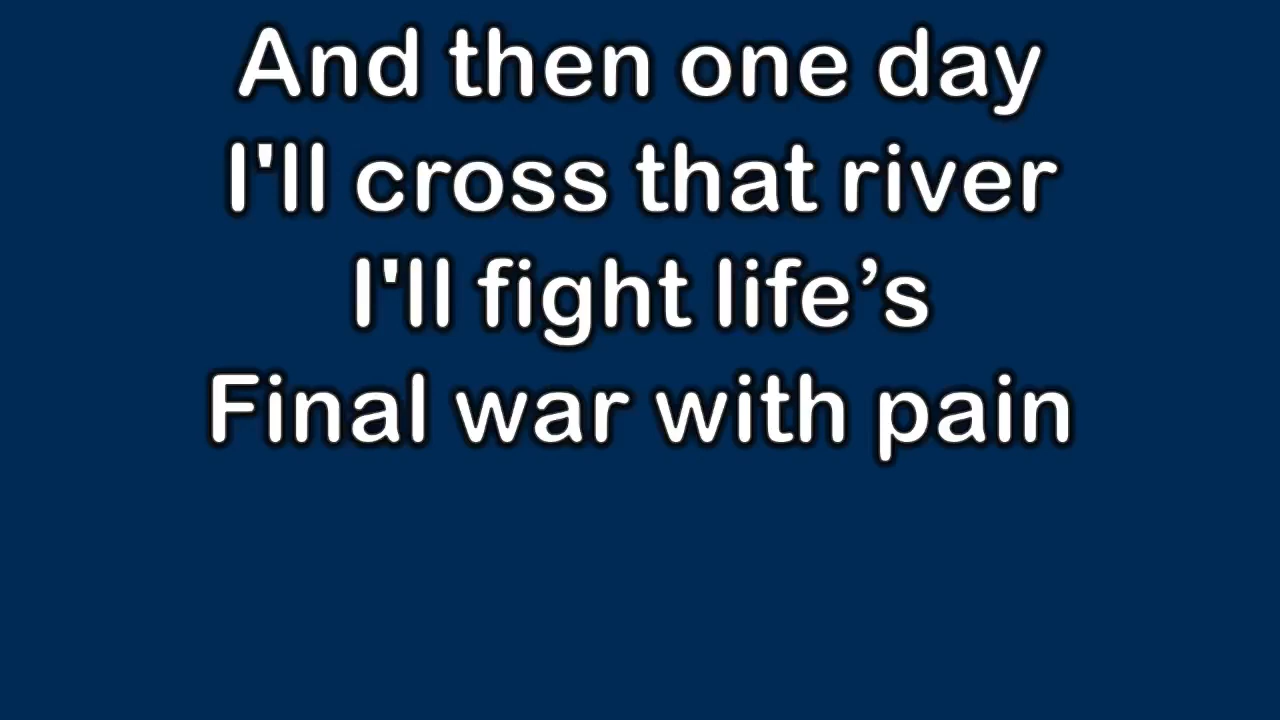 And then one day
I'll cross that river
I'll fight life’s
Final war with pain